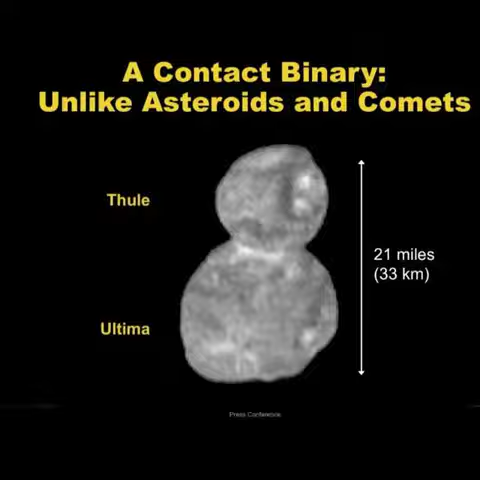 A Contact Binary:
Unlike Asteroids and Comets
Thule
21 miles
(33 km)
Ultima
Press Conference